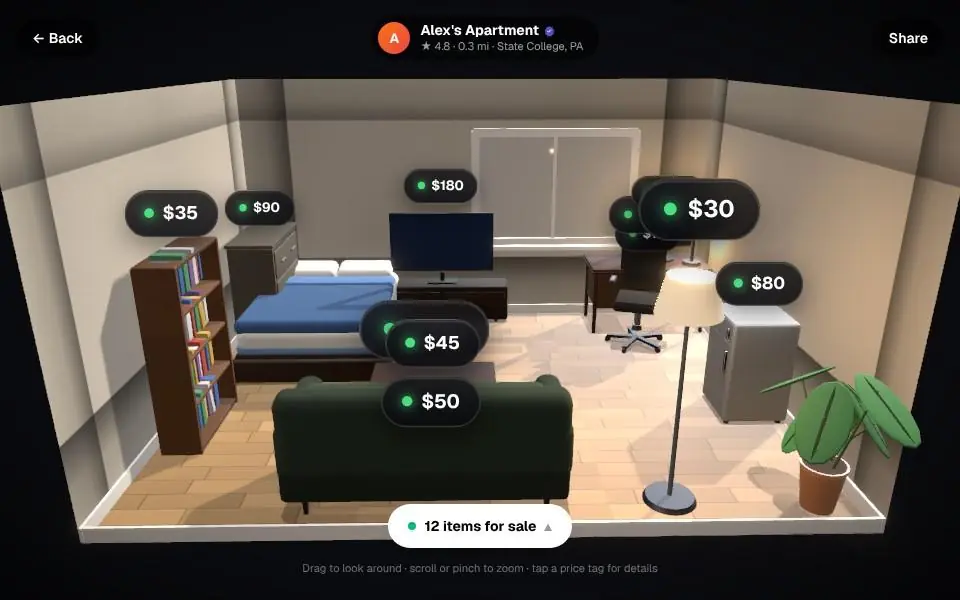 ← Back
A
Alex's Apartment
★ 4.8 · 0.3 mi · State College, PA
Share
$180
$35
$90
$30
$80
$45
$50
12 items for sale ▲
Drag to look around · scroll or pinch to zoom · tap a price tag for details